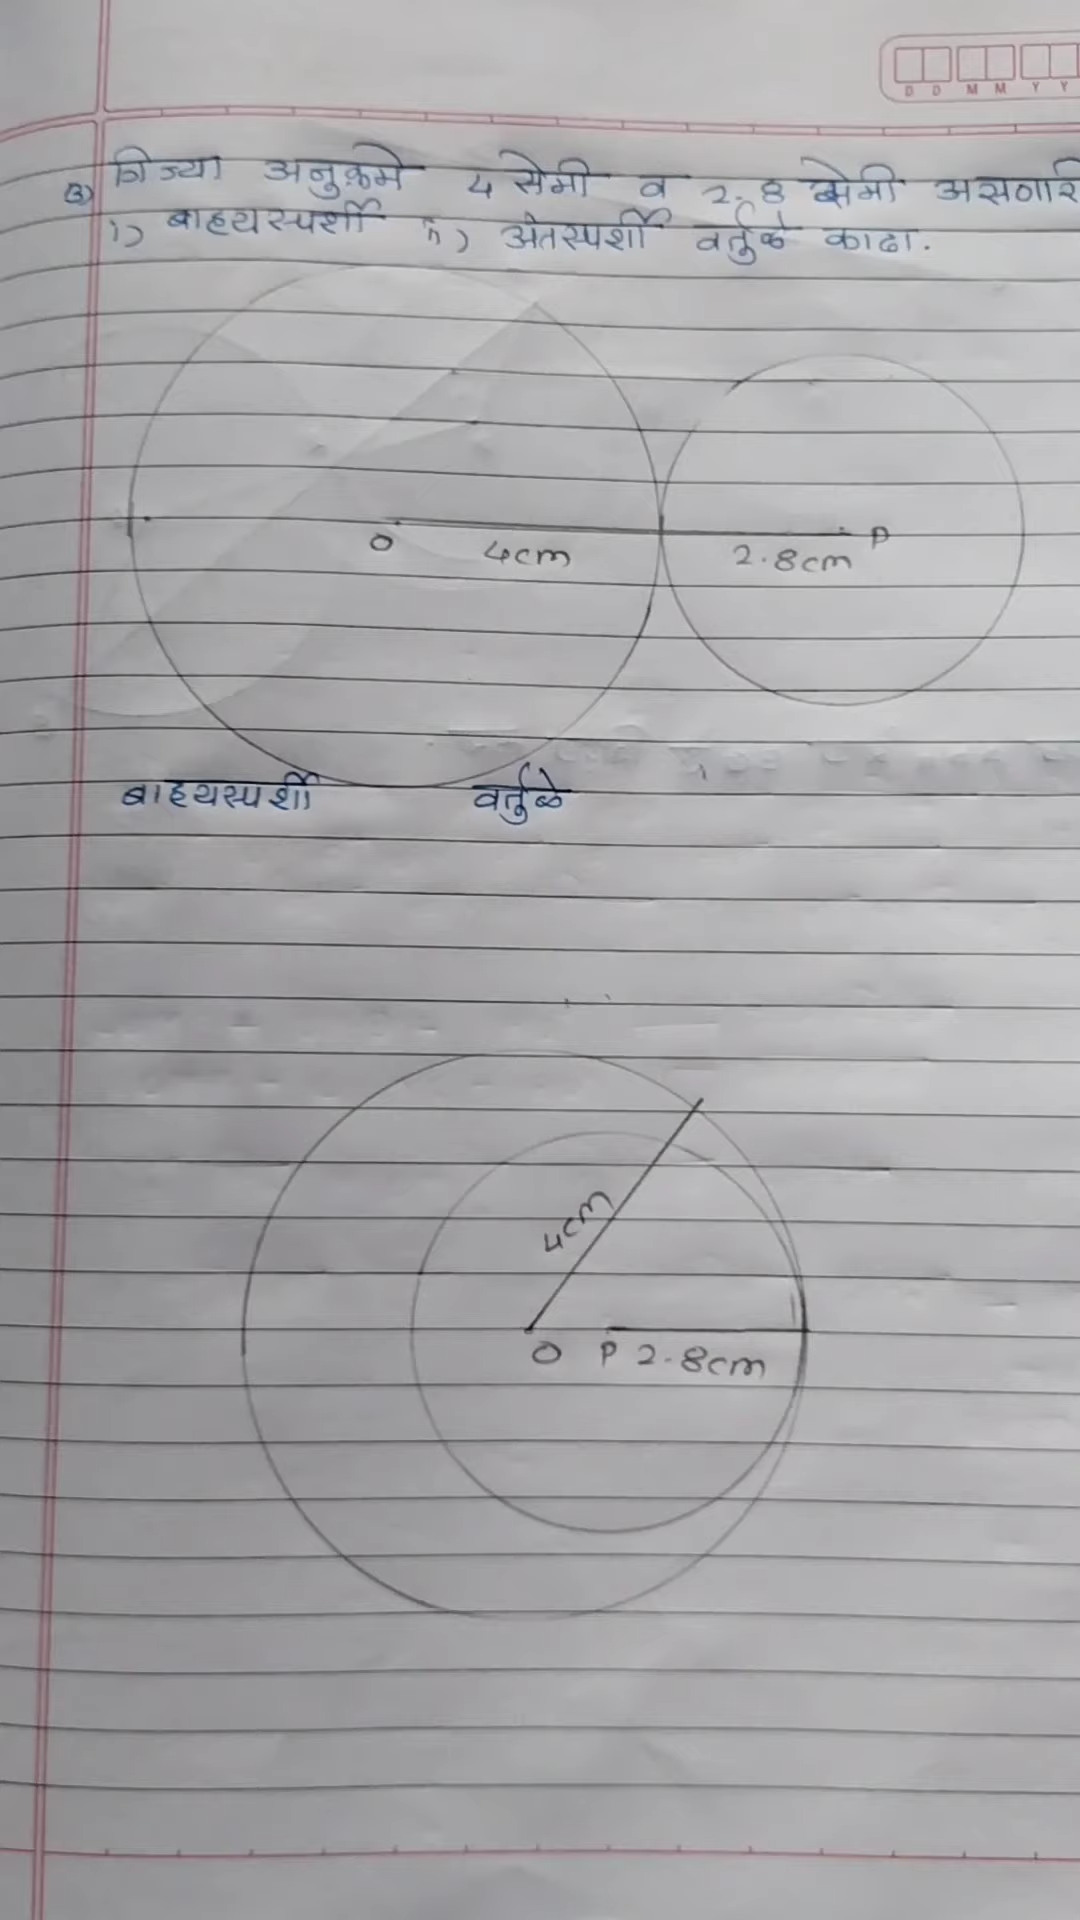 D D M M Y Y
3) त्रिज्या अनुक्रमे 4 सेमी व 2.8 सेमी असणारि
i) बाह्यस्पर्शी ii) अंतस्पर्शी वर्तुळे काढा.
O 4cm 2.8cm P
बाह्यस्पर्शी वर्तुळे
4cm
O P 2.8cm